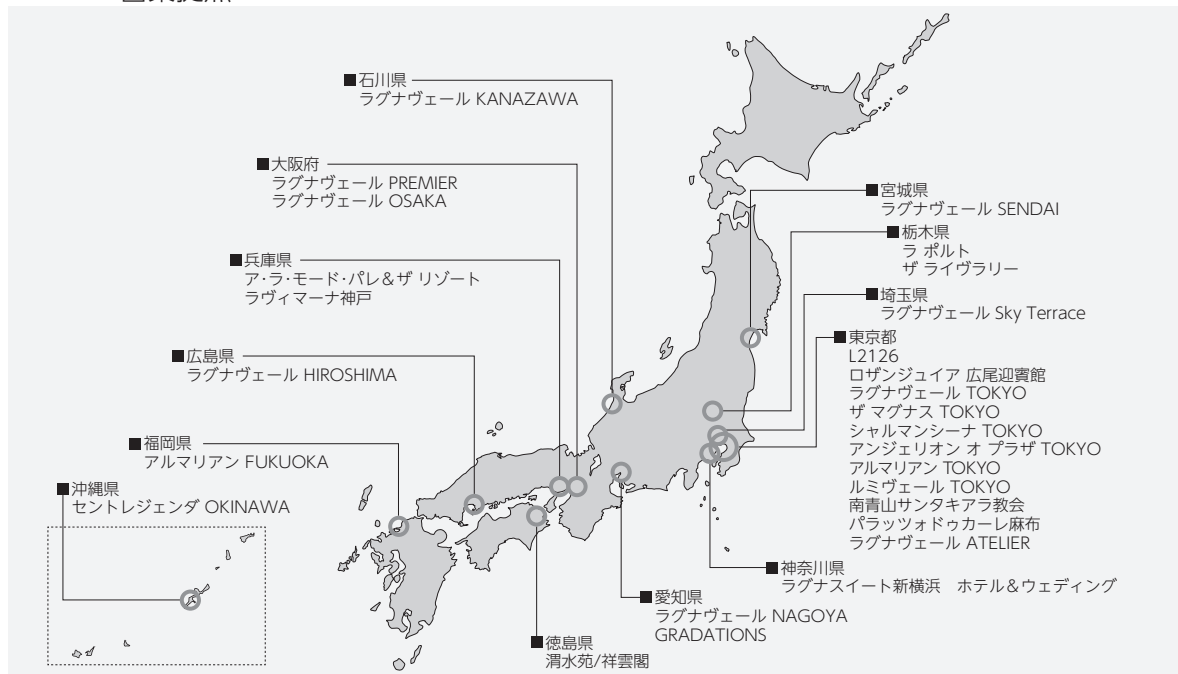 ■石川県
ラグナヴェール KANAZAWA
■大阪府
ラグナヴェール PREMIER
ラグナヴェール OSAKA
■兵庫県
ア・ラ・モード・パレ&ザ リゾート
ラヴィマーナ神戸
■広島県
ラグナヴェール HIROSHIMA
■福岡県
アルマリアン FUKUOKA
■沖縄県
セントレジェンダ OKINAWA
■宮城県
ラグナヴェール SENDAI
■栃木県
ラ ポルト
ザ ライヴラリー
■埼玉県
ラグナヴェール Sky Terrace
■東京都
L2126
ロザンジュイア 広尾迎賓館
ラグナヴェール TOKYO
ザ マグナス TOKYO
シャルマンシーナ TOKYO
アンジェリオン オ プラザ TOKYO
アルマリアン TOKYO
ルミヴェール TOKYO
南青山サンタキアラ教会
パラッツォドゥカーレ麻布
ラグナヴェール ATELIER
■神奈川県
ラグナスイート新横浜　ホテル&ウェディング
■愛知県
ラグナヴェール NAGOYA
GRADATIONS
■徳島県
渭水苑/祥雲閣